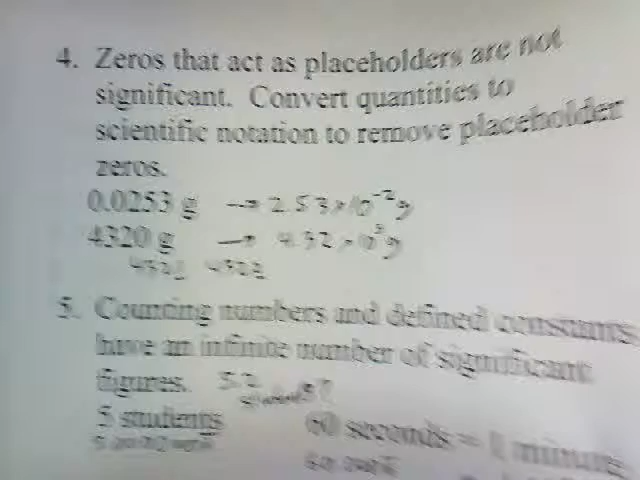 4. Zeros that act as placeholders are not
significant. Convert quantities to
scientific notation to remove placeholder
zeros.
0.0253 g → 2.53×10⁻² g
4320 g → 4.32×10³ g
5. Counting numbers and defined constants
have an infinite number of significant
figures. 5.2
5 students 60 seconds = 1 minute